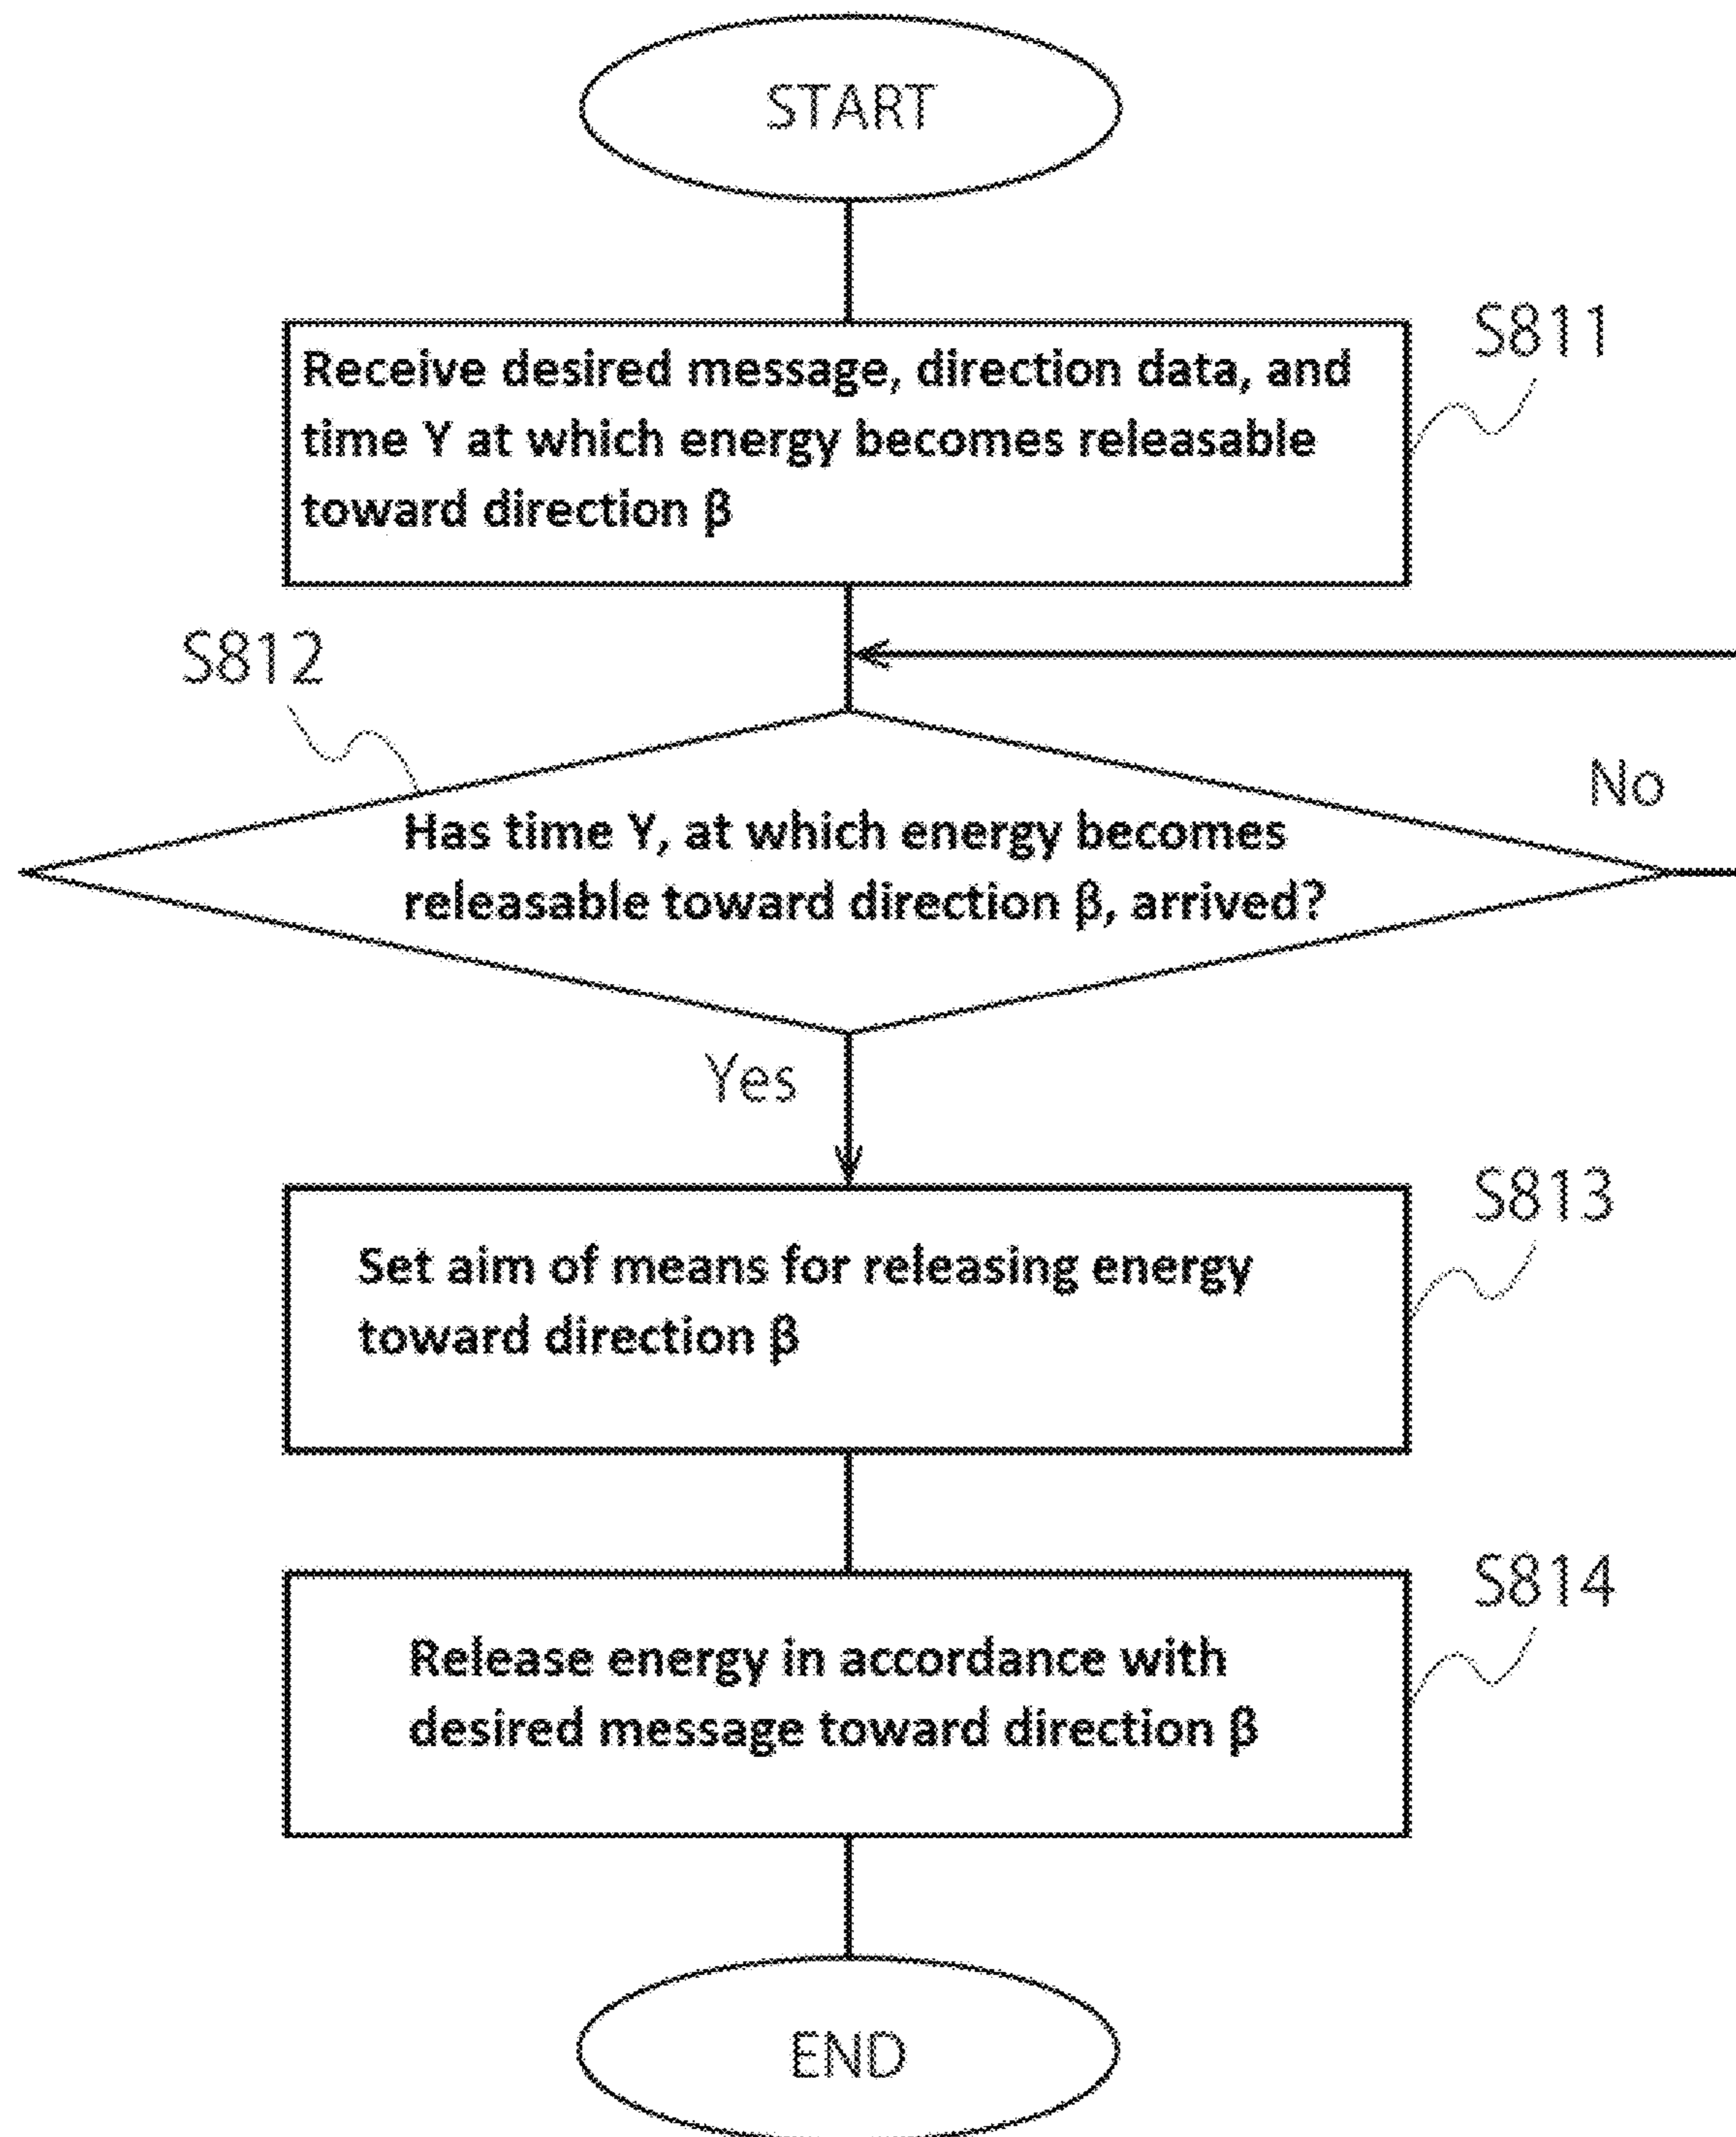 START
S811
Receive desired message, direction data, and
time Y at which energy becomes releasable
toward direction β
S812
No
Has time Y, at which energy becomes
releasable toward direction β, arrived?
Yes
S813
Set aim of means for releasing energy
toward direction β
S814
Release energy in accordance with
desired message toward direction β
END